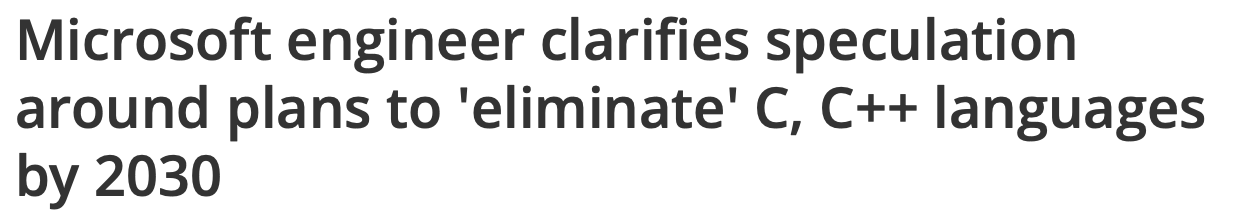 Microsoft engineer clarifies speculation
around plans to 'eliminate' C, C++ languages
by 2030